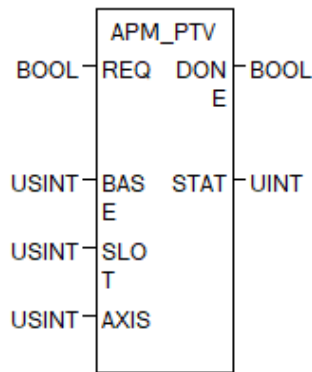 APM_PTV
BOOL REQ DON BOOL
E
USINT BAS STAT UINT
E
USINT SLO
T
USINT AXIS